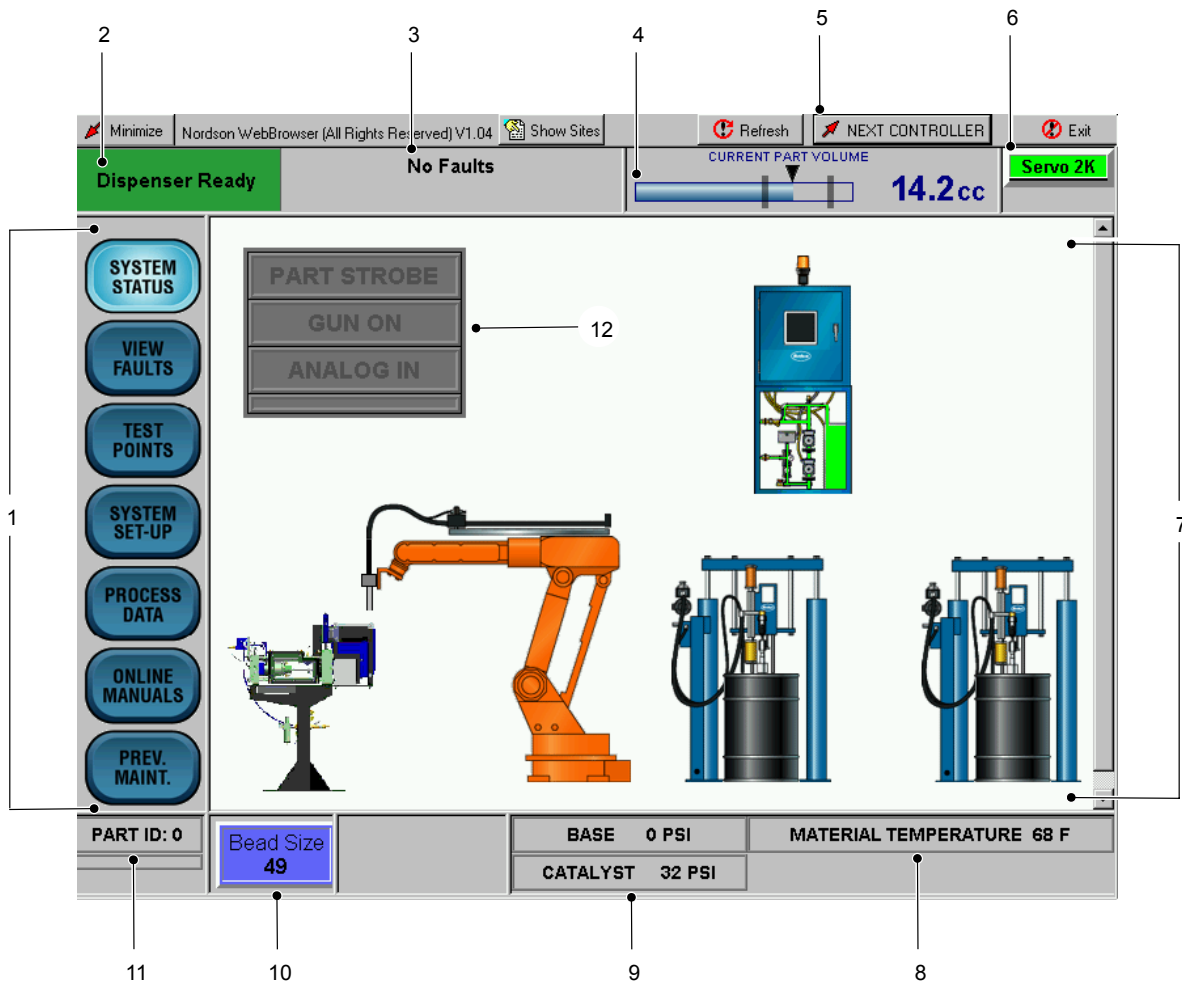 2
3
4
5
6
Minimize
Nordson WebBrowser (All Rights Reserved) V1.04
Show Sites
Refresh
NEXT CONTROLLER
Exit
Dispenser Ready
No Faults
CURRENT PART VOLUME
14.2cc
Servo 2K
SYSTEM
STATUS
VIEW
FAULTS
TEST
POINTS
SYSTEM
SET-UP
PROCESS
DATA
ONLINE
MANUALS
PREV.
MAINT.
1
PART STROBE
GUN ON
ANALOG IN
12
7
PART ID: 0
Bead Size
49
BASE 0 PSI
MATERIAL TEMPERATURE 68 F
CATALYST 32 PSI
11
10
9
8